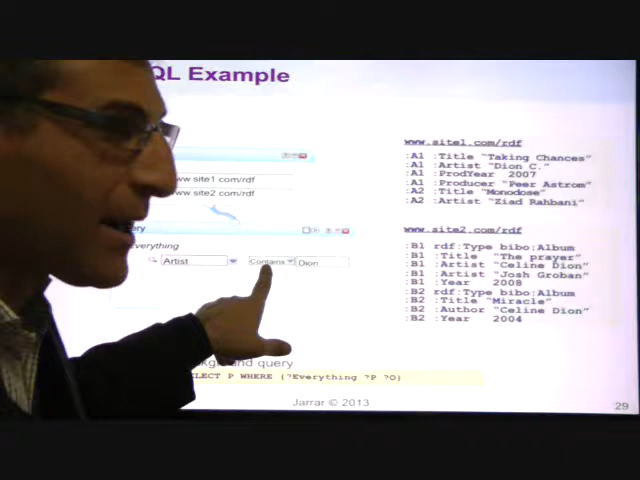 QL Example
www.site1.com/rdf
www.site2.com/rdf
Everything
Artist Contains Dion
background query
SELECT P WHERE (?Everything ?P ?O)
www.site1.com/rdf
:A1 :Title "Taking Chances"
:A1 :Artist "Dion C."
:A1 :ProdYear 2007
:A1 :Producer "Peer Astrom"
:A2 :Title "Monodose"
:A2 :Artist "Ziad Rahbani"
www.site2.com/rdf
:B1 rdf:Type bibo:Album
:B1 :Title "The prayer"
:B1 :Artist "Celine Dion"
:B1 :Artist "Josh Groban"
:B1 :Year 2008
:B2 rdf:Type bibo:Album
:B2 :Title "Miracle"
:B2 :Author "Celine Dion"
:B2 :Year 2004
Jarrar © 2013
29